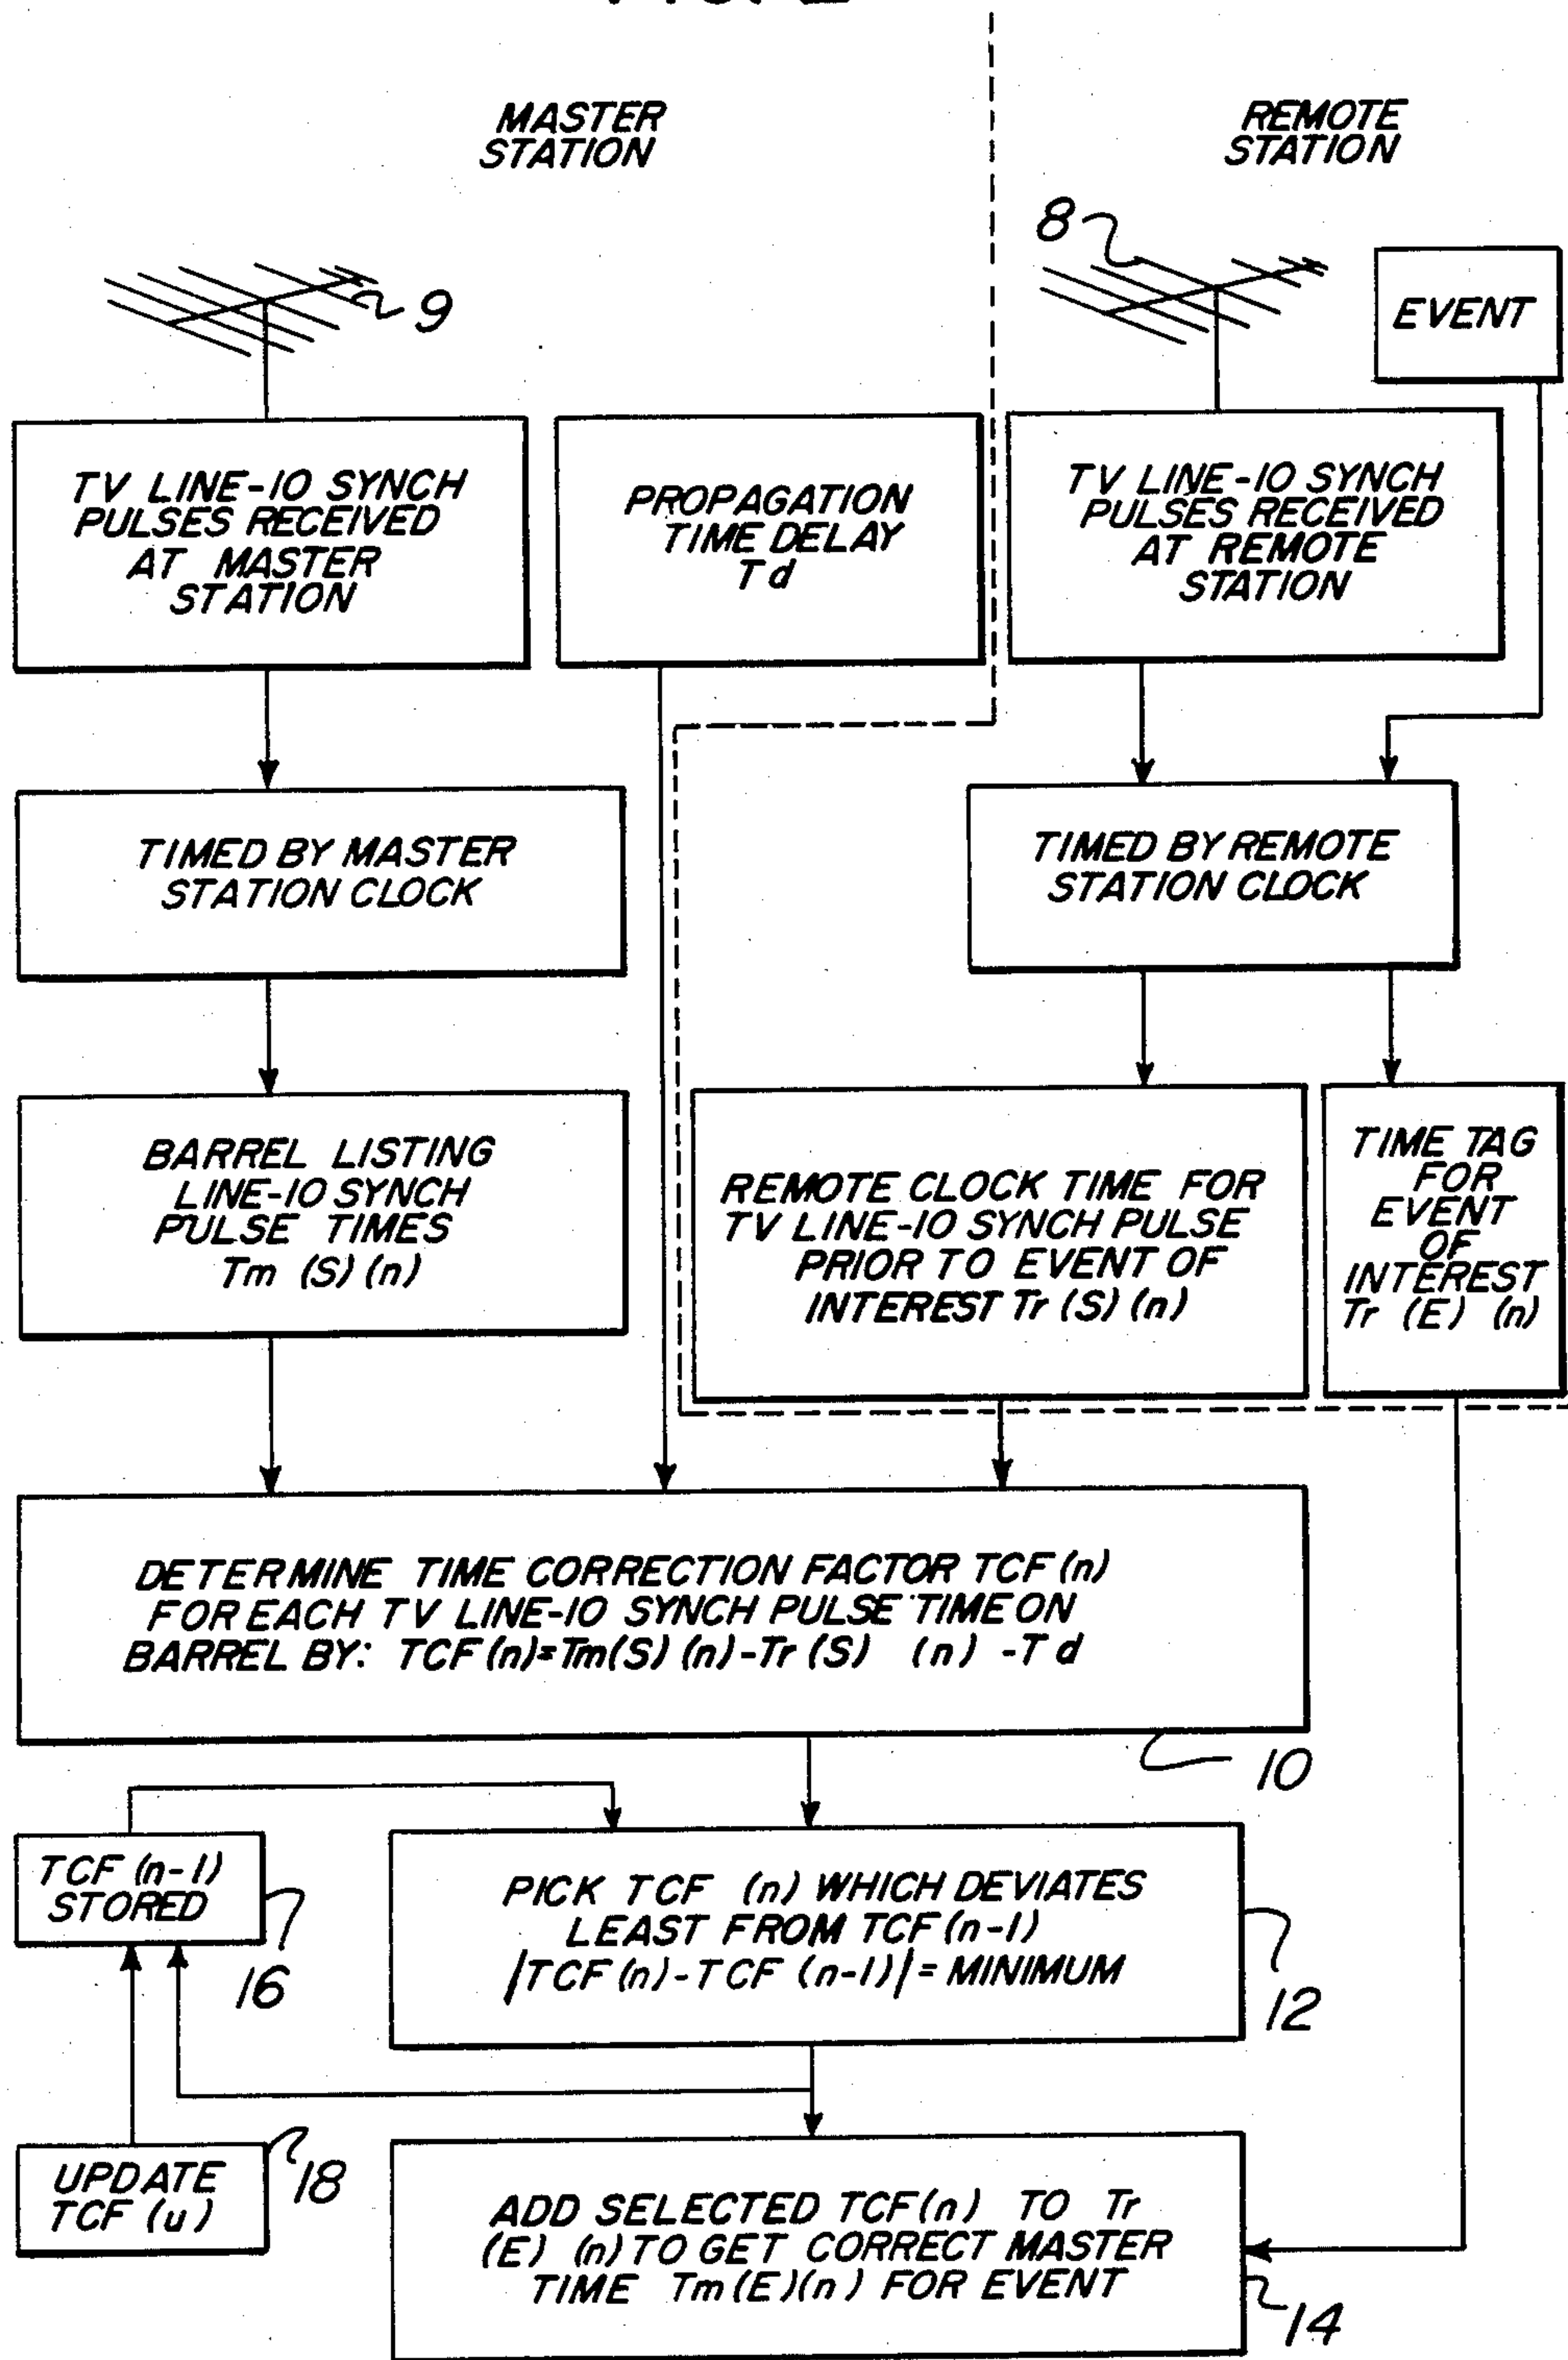 MASTER
STATION
REMOTE
STATION
8
9
EVENT
TV LINE-10 SYNCH
PULSES RECEIVED
AT MASTER
STATION
PROPAGATION
TIME DELAY
Td
TV LINE-10 SYNCH
PULSES RECEIVED
AT REMOTE
STATION
TIMED BY MASTER
STATION CLOCK
TIMED BY REMOTE
STATION CLOCK
BARREL LISTING
LINE-10 SYNCH
PULSE TIMES
Tm (S) (n)
REMOTE CLOCK TIME FOR
TV LINE-10 SYNCH PULSE
PRIOR TO EVENT OF
INTEREST Tr (S) (n)
TIME TAG
FOR
EVENT
OF
INTEREST
Tr (E) (n)
DETERMINE TIME CORRECTION FACTOR TCF (n)
FOR EACH TV LINE-10 SYNCH PULSE TIME ON
BARREL BY: TCF (n)=Tm(S) (n)-Tr (S) (n) -Td
10
TCF (n-1)
STORED
16
PICK TCF (n) WHICH DEVIATES
LEAST FROM TCF (n-1)
|TCF (n)-TCF (n-1)|= MINIMUM
12
UPDATE
TCF (u)
18
ADD SELECTED TCF(n) TO Tr
(E) (n) TO GET CORRECT MASTER
TIME Tm (E)(n) FOR EVENT
14